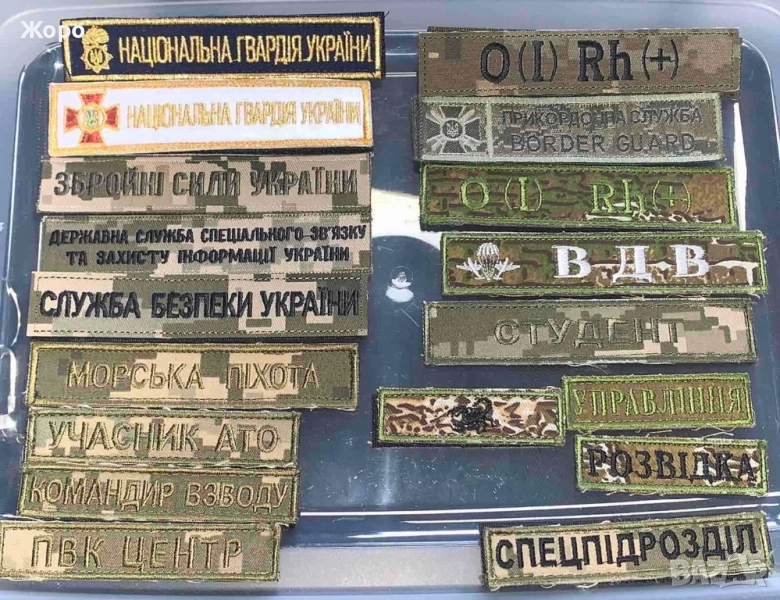 Жоро
НАЦІОНАЛЬНА ГВАРДІЯ УКРАЇНИ
НАЦІОНАЛЬНА ГВАРДІЯ УКРАЇНИ
ЗБРОЙНІ СИЛИ УКРАЇНИ
ДЕРЖАВНА СЛУЖБА СПЕЦІАЛЬНОГО ЗВ'ЯЗКУ
ТА ЗАХИСТУ ІНФОРМАЦІЇ УКРАЇНИ
СЛУЖБА БЕЗПЕКИ УКРАЇНИ
МОРСЬКА ПІХОТА
УЧАСНИК АТО
КОМАНДИР ВЗВОДУ
ПВК ЦЕНТР
O (I) Rh (+)
ПРИКОРДОННА СЛУЖБА
BORDER GUARD
O (I) Rh (+)
ВДВ
СТУДЕНТ
УПРАВЛІННЯ
РОЗВІДКА
СПЕЦПІДРОЗДІЛ
BAZAR